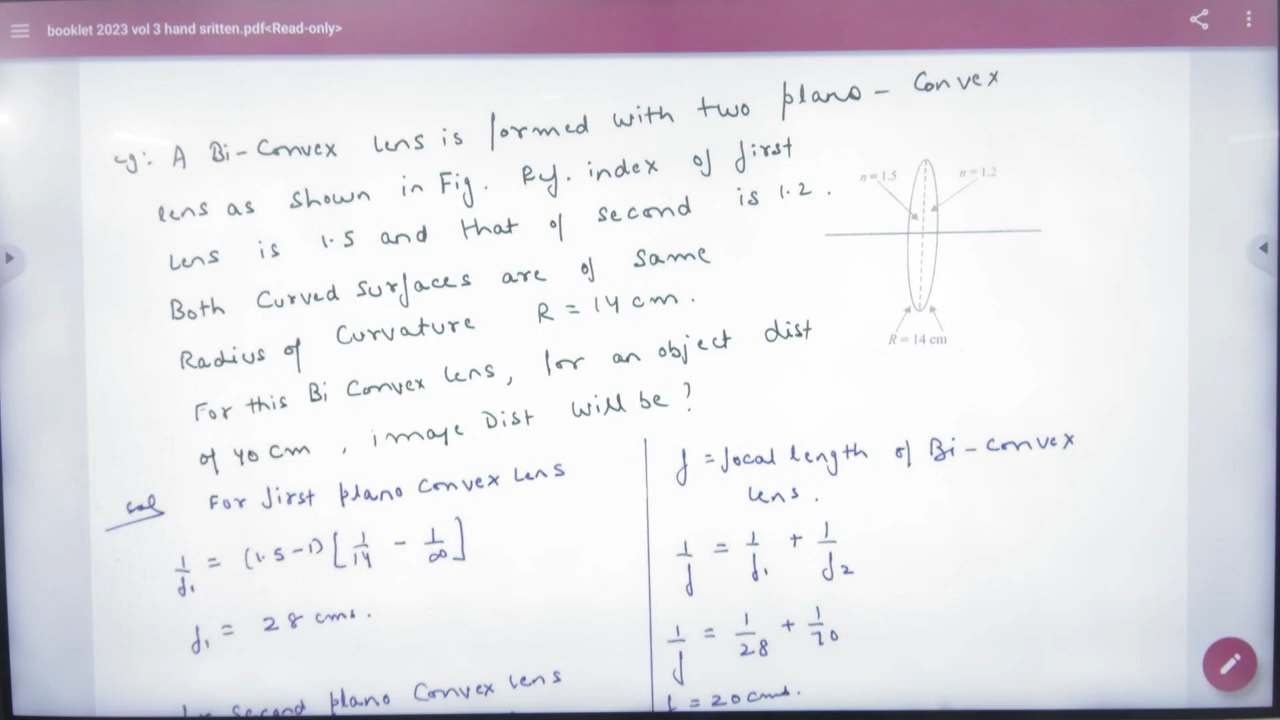 booklet 2023 vol 3 hand sritten.pdf<Read-only>
eg: A Bi-Convex lens is formed with two plano-Convex
lens as shown in Fig. Ref. index of first
lens is 1.5 and that of second is 1.2.
Both Curved surfaces are of same
Radius of Curvature R = 14 cm.
For this Bi Convex lens, for an object dist
of 40 cm, image Dist will be?
n = 1.5
n = 1.2
R = 14 cm
Sol For first plano convex Lens
1/f₁ = (1.5-1) [1/14 - 1/∞]
f₁ = 28 cms.
For Second plano Convex lens
f = focal length of Bi-convex
lens.
1/f = 1/f₁ + 1/f₂
1/f = 1/28 + 1/70
f = 20 cms.